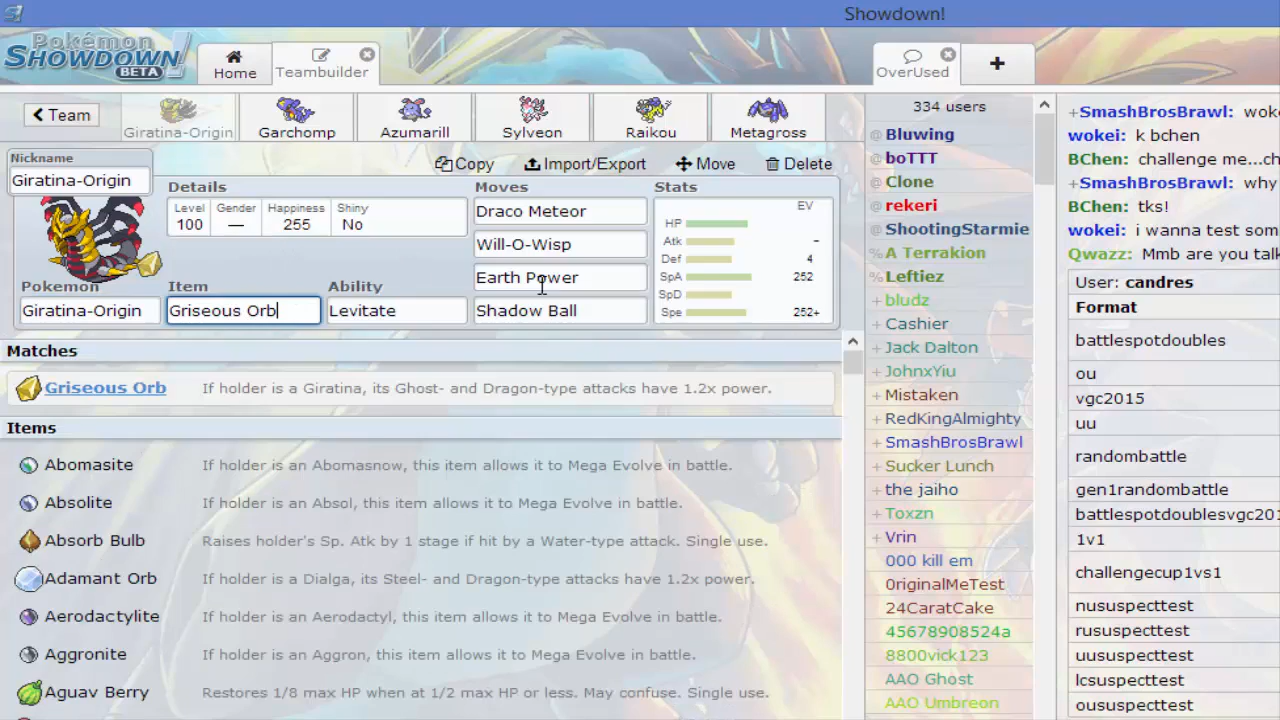 Showdown!
Pokémon
SHOWDOWN!
BETA
Home
Teambuilder
OverUsed
+
Team
Giratina-Origin
Garchomp
Azumarill
Sylveon
Raikou
Metagross
Copy
Import/Export
Move
Delete
Nickname
Giratina-Origin
Details
Level
100
Gender
—
Happiness
255
Shiny
No
Pokemon
Giratina-Origin
Item
Griseous Orb
Ability
Levitate
Moves
Draco Meteor
Will-O-Wisp
Earth Power
Shadow Ball
Stats
EV
HP
Atk –
Def 4
SpA 252
SpD
Spe 252+
Matches
Griseous Orb If holder is a Giratina, its Ghost- and Dragon-type attacks have 1.2x power.
Items
Abomasite If holder is an Abomasnow, this item allows it to Mega Evolve in battle.
Absolite If holder is an Absol, this item allows it to Mega Evolve in battle.
Absorb Bulb Raises holder's Sp. Atk by 1 stage if hit by a Water-type attack. Single use.
Adamant Orb If holder is a Dialga, its Steel- and Dragon-type attacks have 1.2x power.
Aerodactylite If holder is an Aerodactyl, this item allows it to Mega Evolve in battle.
Aggronite If holder is an Aggron, this item allows it to Mega Evolve in battle.
Aguav Berry Restores 1/8 max HP when at 1/2 max HP or less. May confuse. Single use.
334 users
@ Bluwing
@ boTTT
@ Clone
@ rekeri
@ ShootingStarmie
% A Terrakion
% Leftiez
+ bludz
+ Cashier
+ Jack Dalton
+ JohnxYiu
+ Mistaken
+ RedKingAlmighty
+ SmashBrosBrawl
+ Sucker Lunch
+ the jaiho
+ Toxzn
+ Vrin
000 kill em
0riginalMeTest
24CaratCake
45678908524a
8800vick123
AAO Ghost
AAO Umbreon
+SmashBrosBrawl: wok
wokei: k bchen
BChen: challenge me...ch
+SmashBrosBrawl: why
BChen: tks!
wokei: i wanna test som
Qwazz: Mmb are you talk
User: candres
Format
battlespotdoubles
ou
vgc2015
uu
randombattle
gen1randombattle
battlespotdoublesvgc201
1v1
challengecup1vs1
nususpecttest
rususpecttest
uususpecttest
lcsuspecttest
oususpecttest